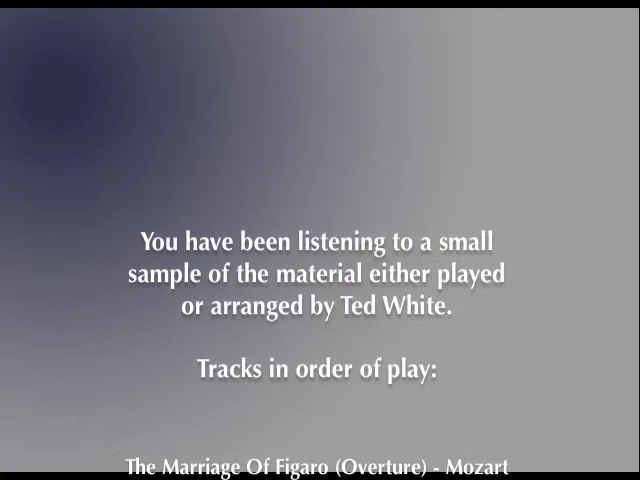 You have been listening to a small
sample of the material either played
or arranged by Ted White.
Tracks in order of play:
The Marriage Of Figaro (Overture) - Mozart